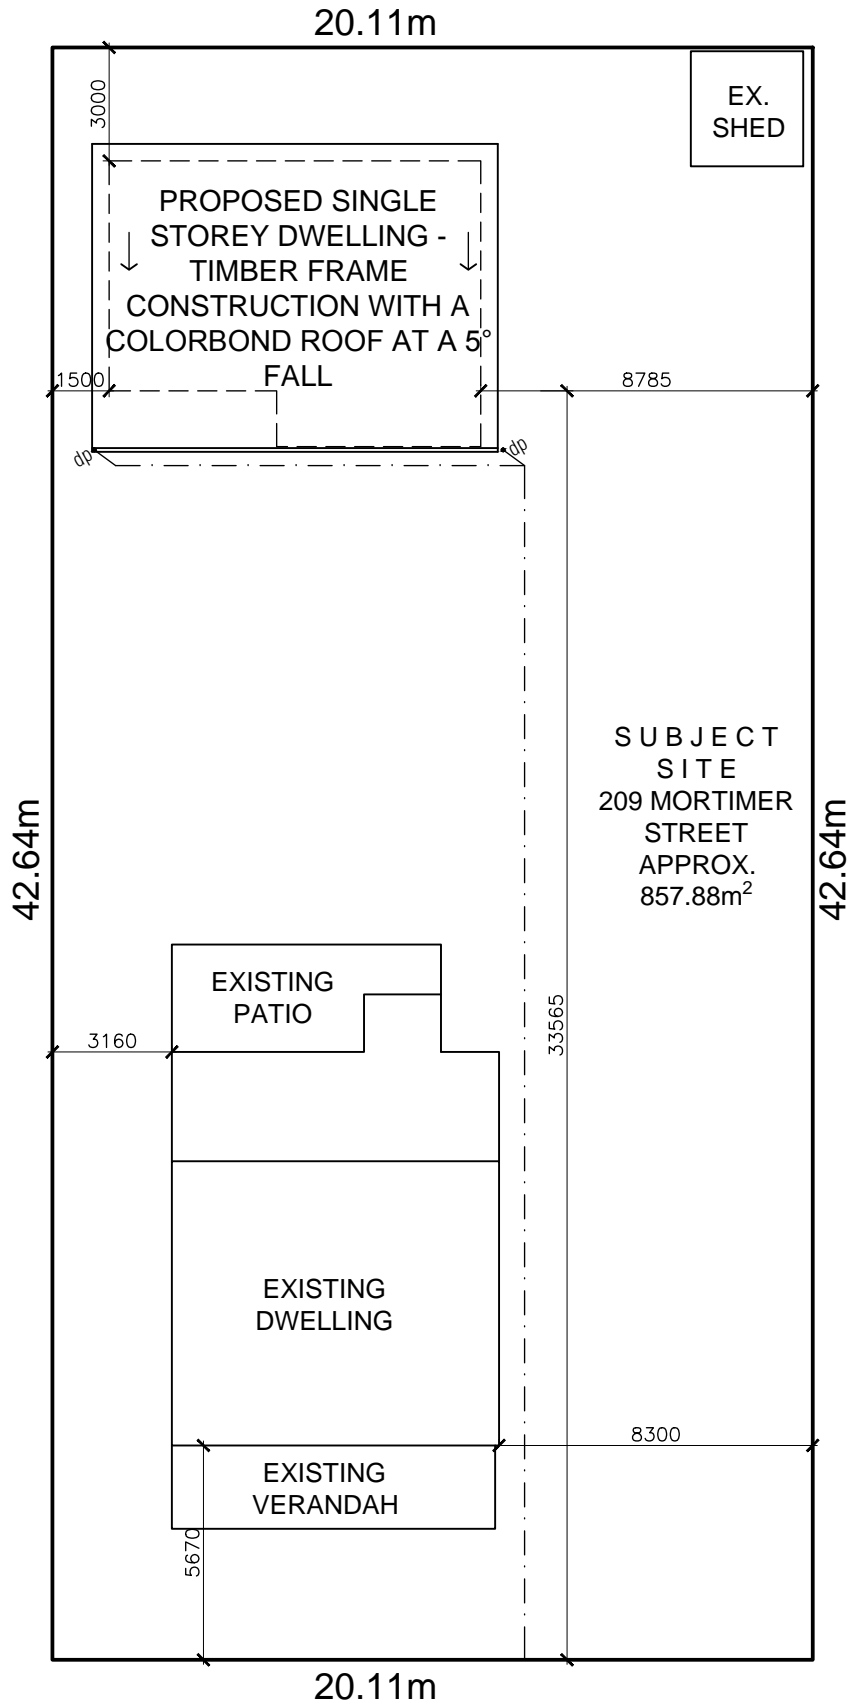 20.11m
3000
EX.
SHED
PROPOSED SINGLE
STOREY DWELLING -
TIMBER FRAME
CONSTRUCTION WITH A
COLORBOND ROOF AT A 5°
FALL
1500
8785
dp
dp
SUBJECT
SITE
209 MORTIMER
STREET
APPROX.
857.88m²
42.64m
42.64m
EXISTING
PATIO
33565
3160
EXISTING
DWELLING
8300
EXISTING
VERANDAH
5670
20.11m